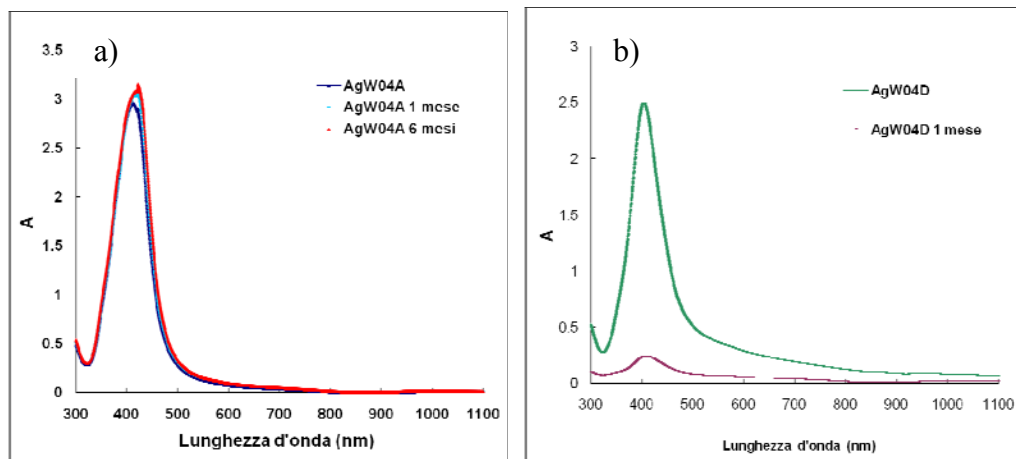 a)
3.5
3
2.5
2
1.5
1
0.5
0
A
300 400 500 600 700 800 900 1000 1100
Lunghezza d'onda (nm)
AgW04A
AgW04A 1 mese
AgW04A 6 mesi
b)
3
2.5
2
1.5
1
0.5
0
A
300 400 500 600 700 800 900 1000 1100
Lunghezza d'onda (nm)
AgW04D
AgW04D 1 mese